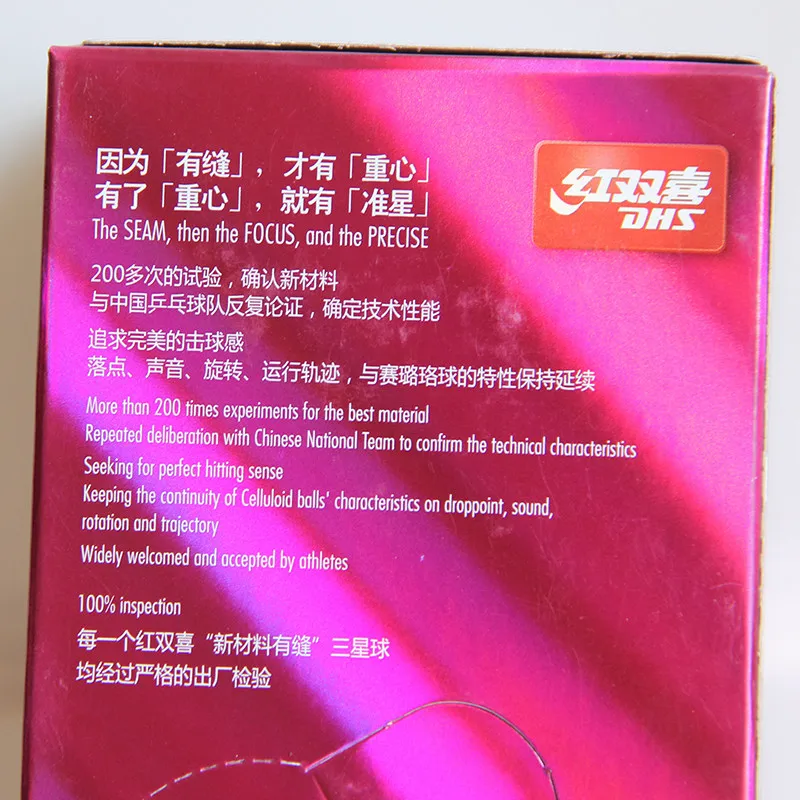 因为「有缝」，才有「重心」
有了「重心」，就有「准星」
The SEAM, then the FOCUS, and the PRECISE
红双喜
DHS
200多次的试验，确认新材料
与中国乒乓球队反复论证，确定技术性能
追求完美的击球感
落点、声音、旋转、运行轨迹，与赛璐珞球的特性保持延续
More than 200 times experiments for the best material
Repeated deliberation with Chinese National Team to confirm the technical characteristics
Seeking for perfect hitting sense
Keeping the continuity of Celluloid balls' characteristics on droppoint, sound,
rotation and trajectory
Widely welcomed and accepted by athletes
100% inspection
每一个红双喜“新材料有缝”三星球
均经过严格的出厂检验